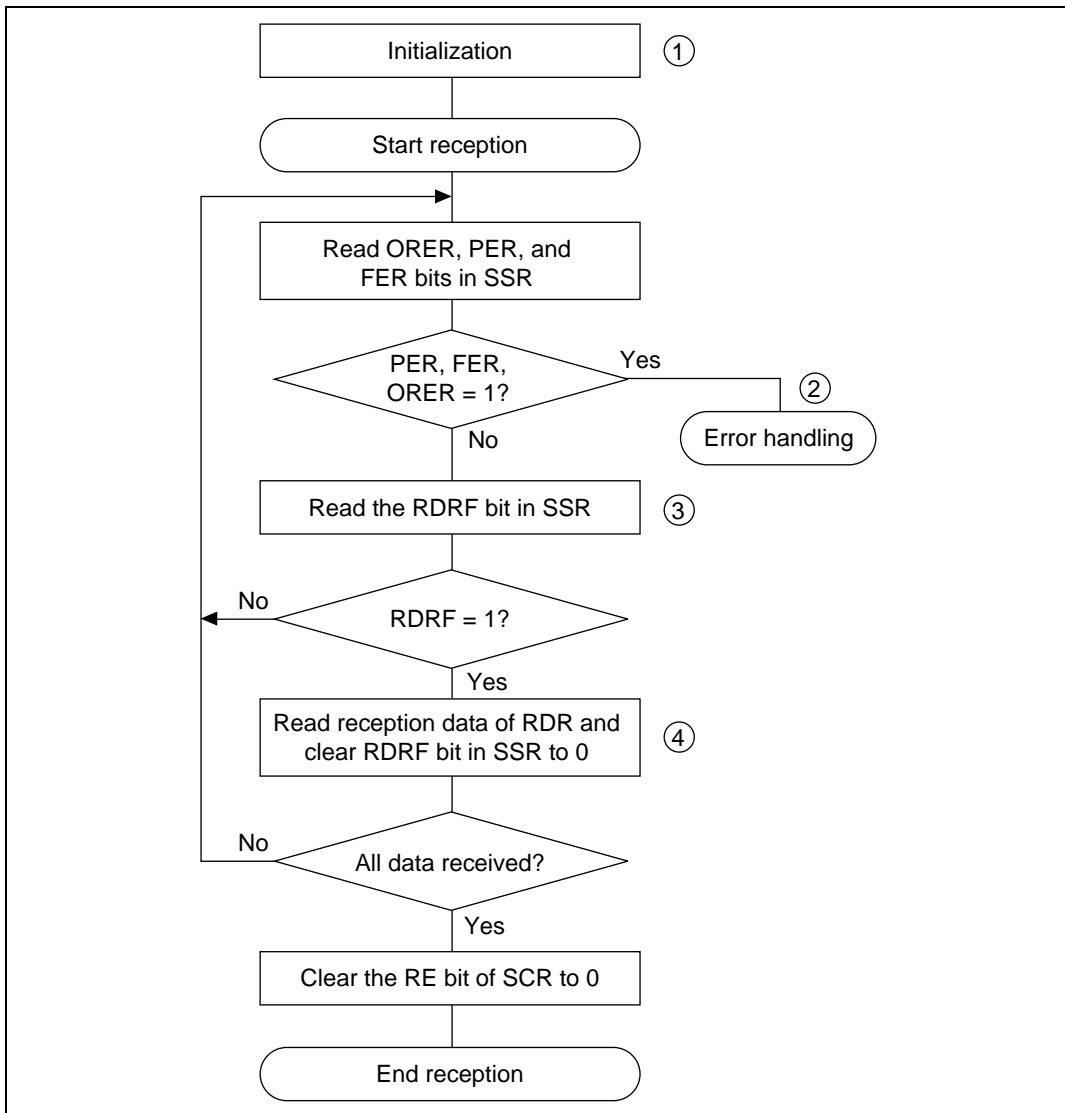 Initialization
①
Start reception
Read ORER, PER, and
FER bits in SSR
PER, FER,
ORER = 1?
Yes
②
Error handling
No
Read the RDRF bit in SSR
③
No
RDRF = 1?
Yes
Read reception data of RDR and
clear RDRF bit in SSR to 0
④
No
All data received?
Yes
Clear the RE bit of SCR to 0
End reception